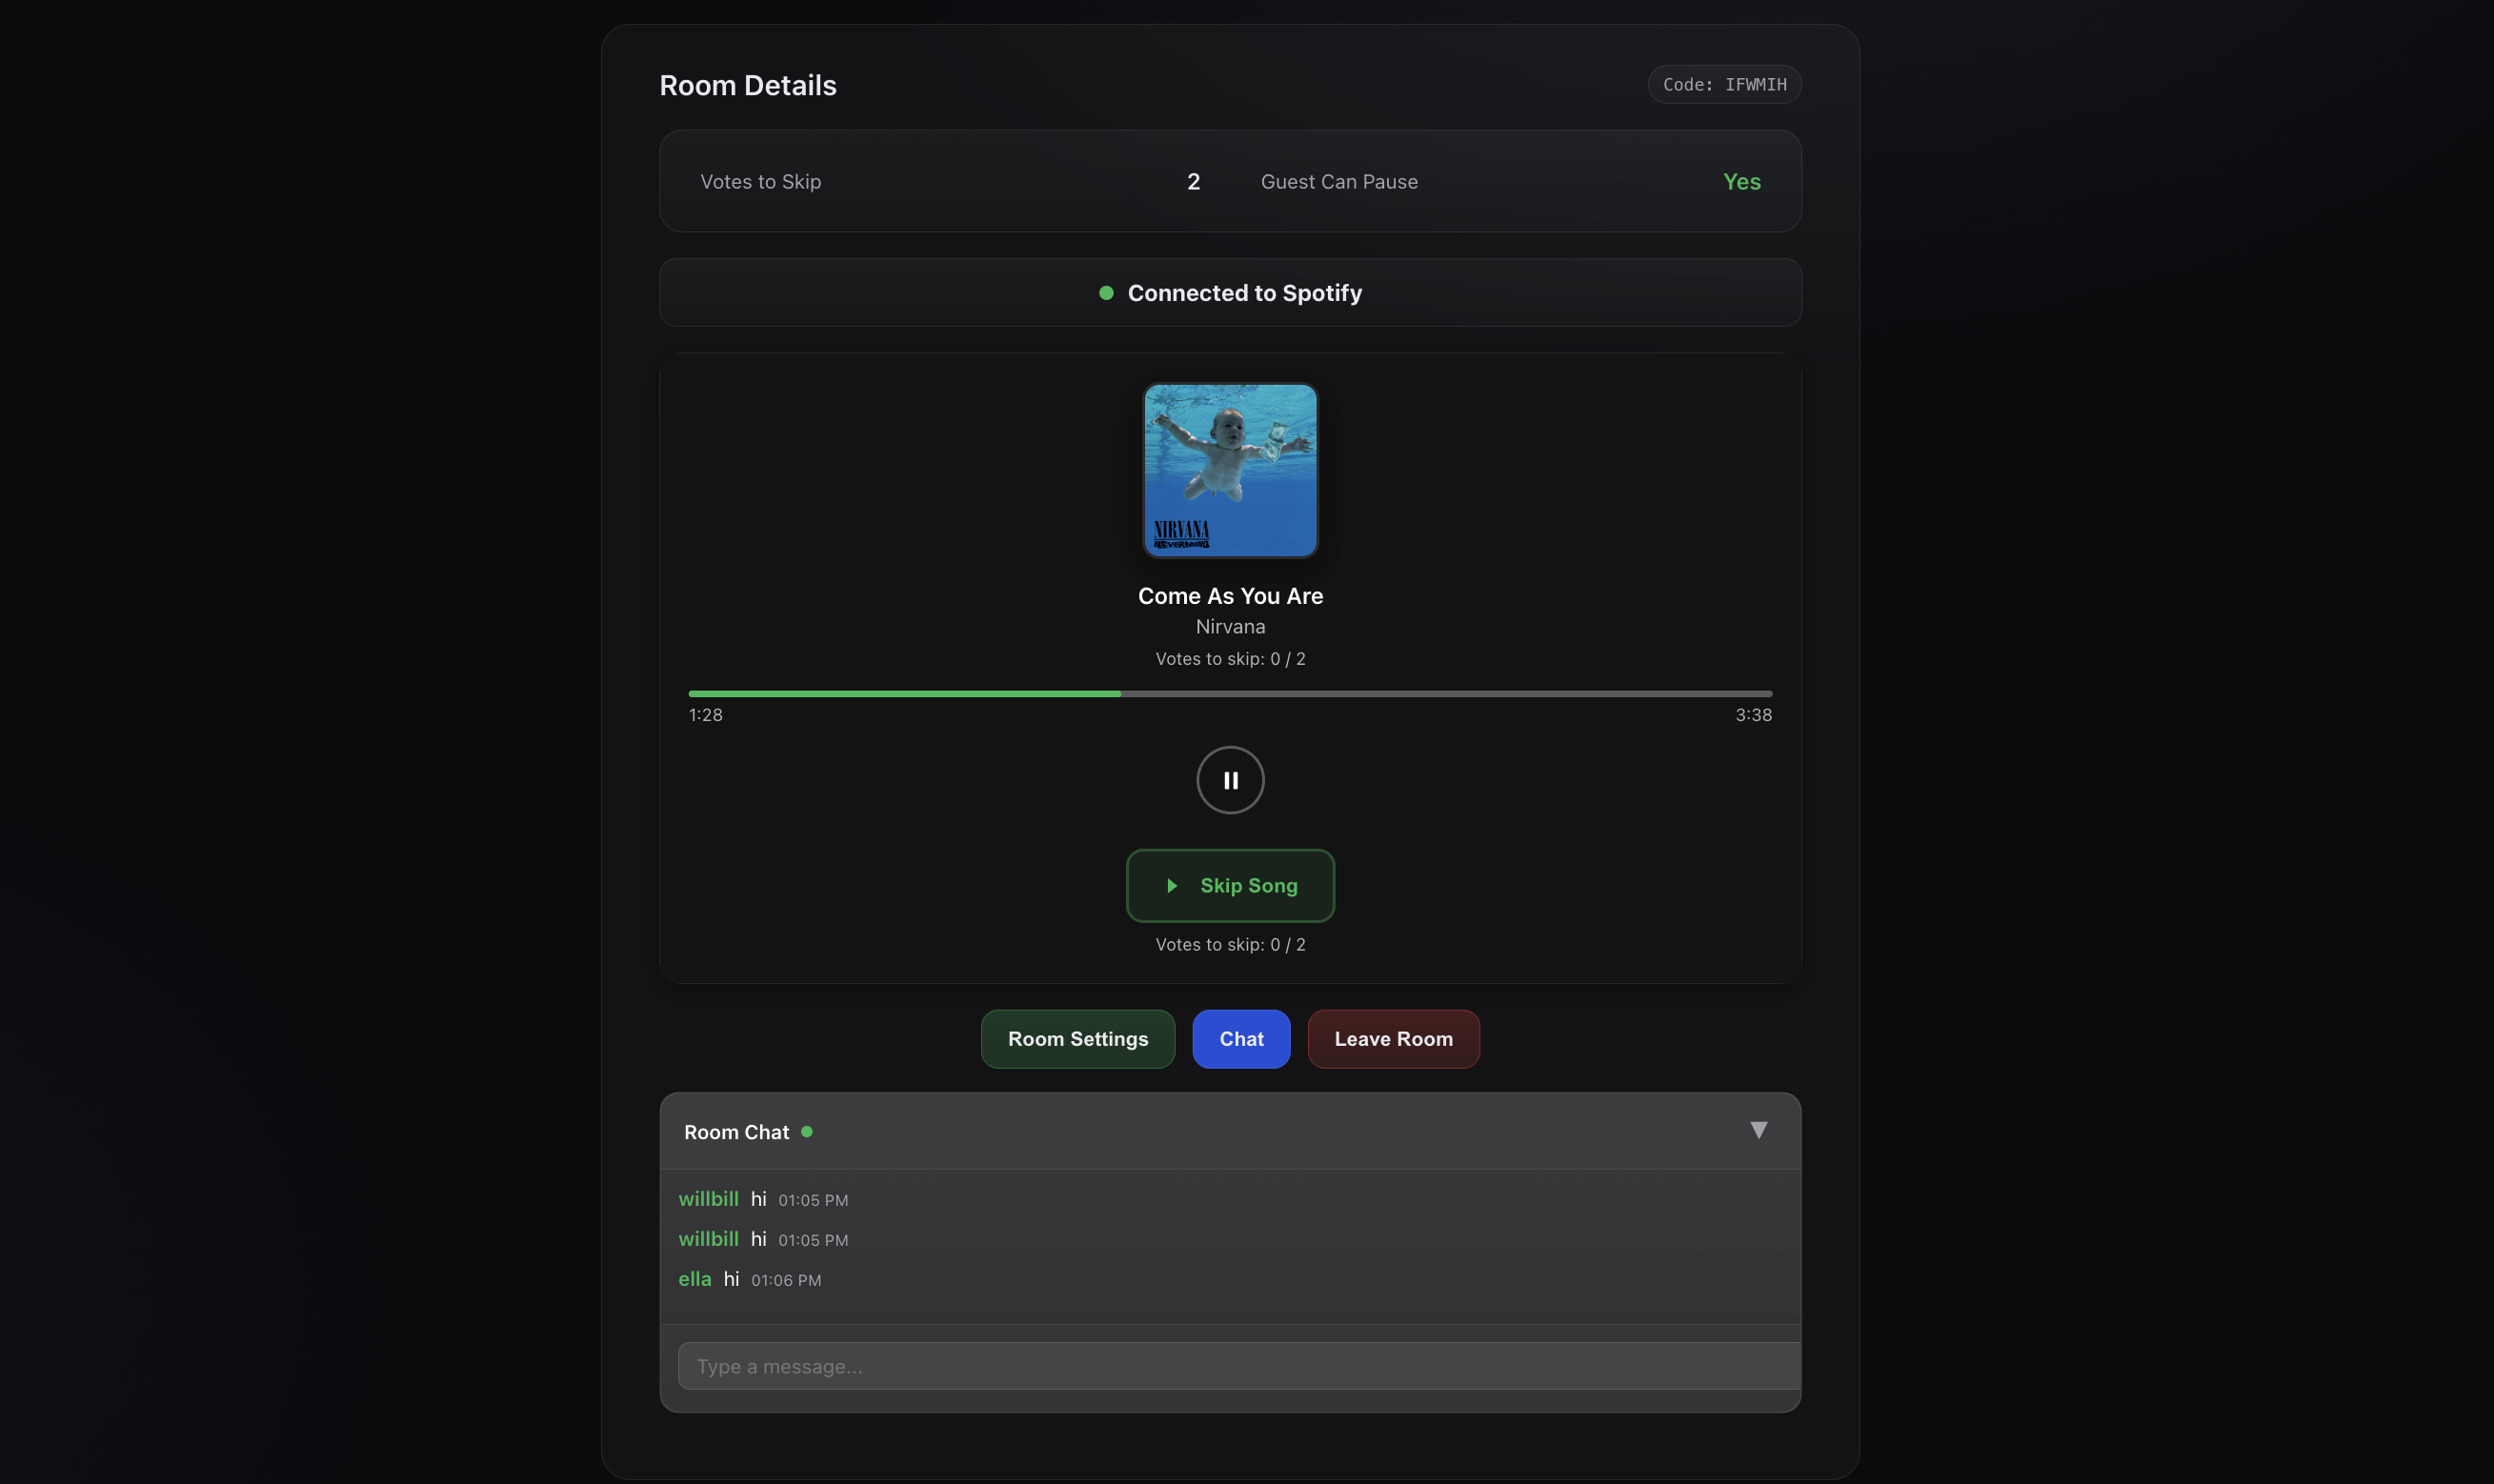 Room Details
Code: IFWMIH
Votes to Skip 2 Guest Can Pause Yes
Connected to Spotify
NIRVANA
NEVERMIND
Come As You Are
Nirvana
Votes to skip: 0 / 2
1:28 3:38
Skip Song
Votes to skip: 0 / 2
Room Settings Chat Leave Room
Room Chat
willbill hi 01:05 PM
willbill hi 01:05 PM
ella hi 01:06 PM
Type a message...